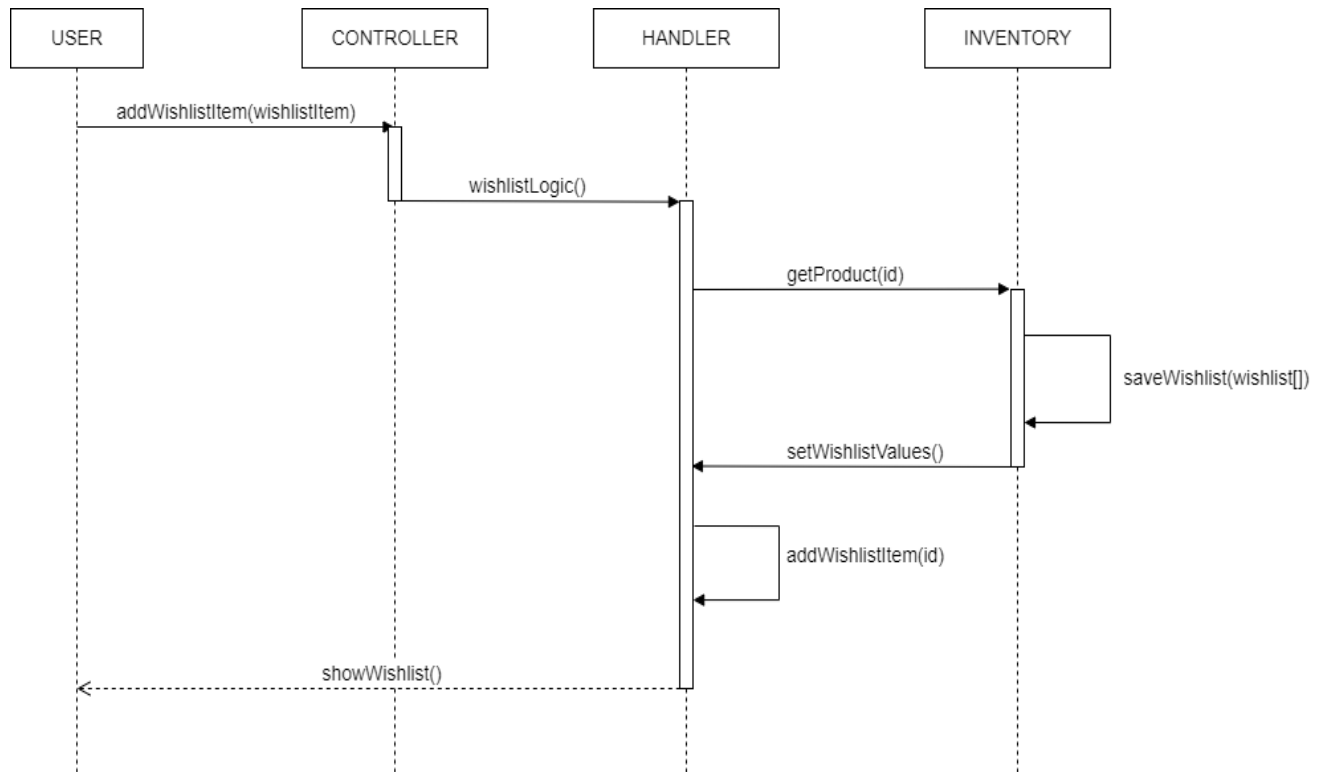 USER
CONTROLLER
HANDLER
INVENTORY
addWishlistItem(wishlistItem)
wishlistLogic()
getProduct(id)
saveWishlist(wishlist[])
setWishlistValues()
addWishlistItem(id)
showWishlist()